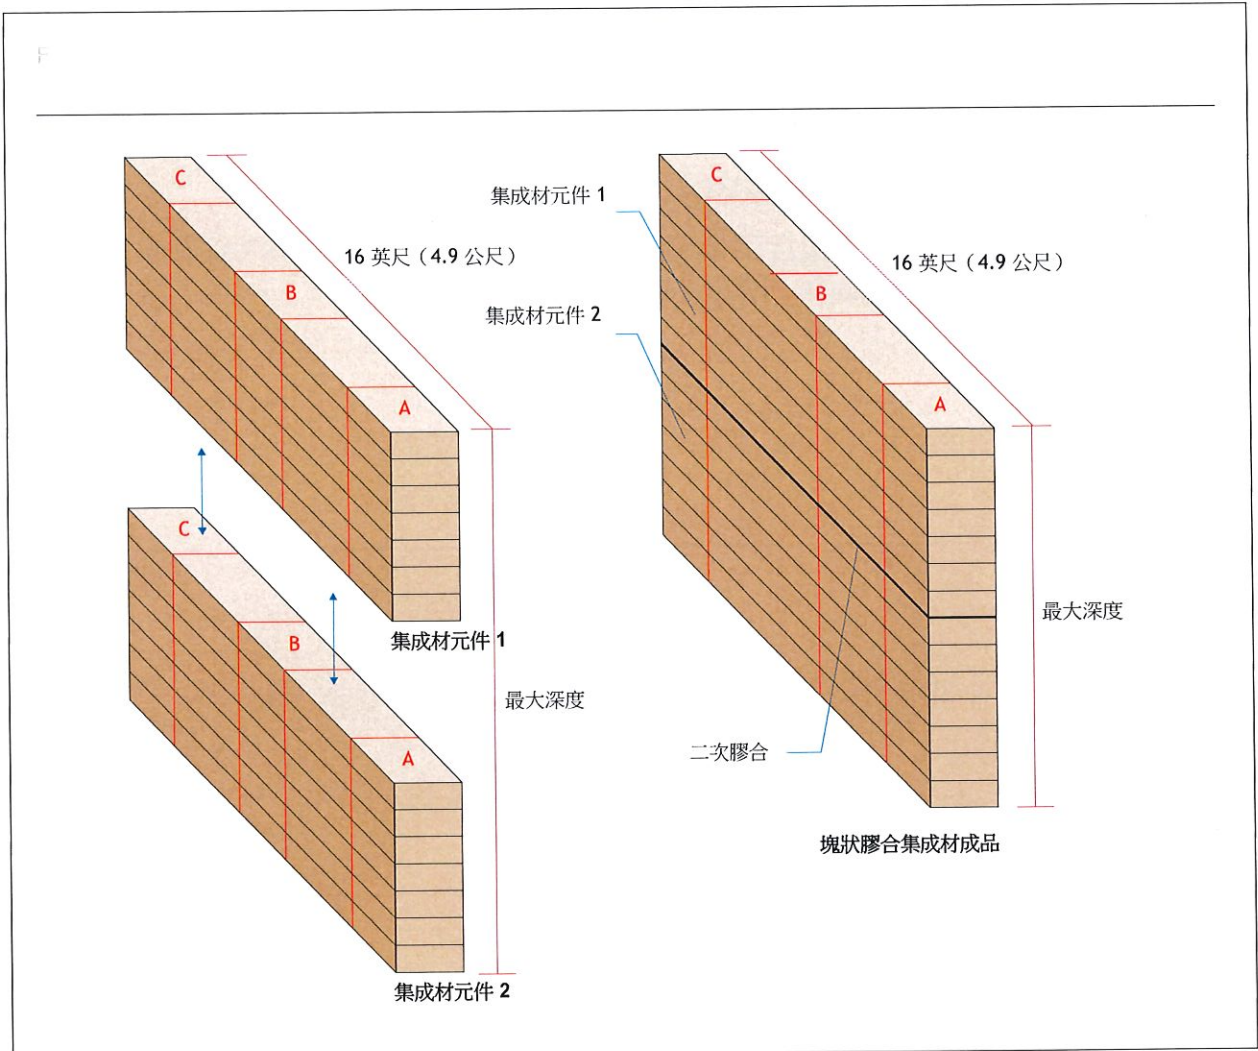 C
16 英尺（4.9 公尺）
B
A
集成材元件 1
C
B
A
最大深度
集成材元件 2
集成材元件 1
集成材元件 2
C
16 英尺（4.9 公尺）
B
A
最大深度
二次膠合
塊狀膠合集成材成品